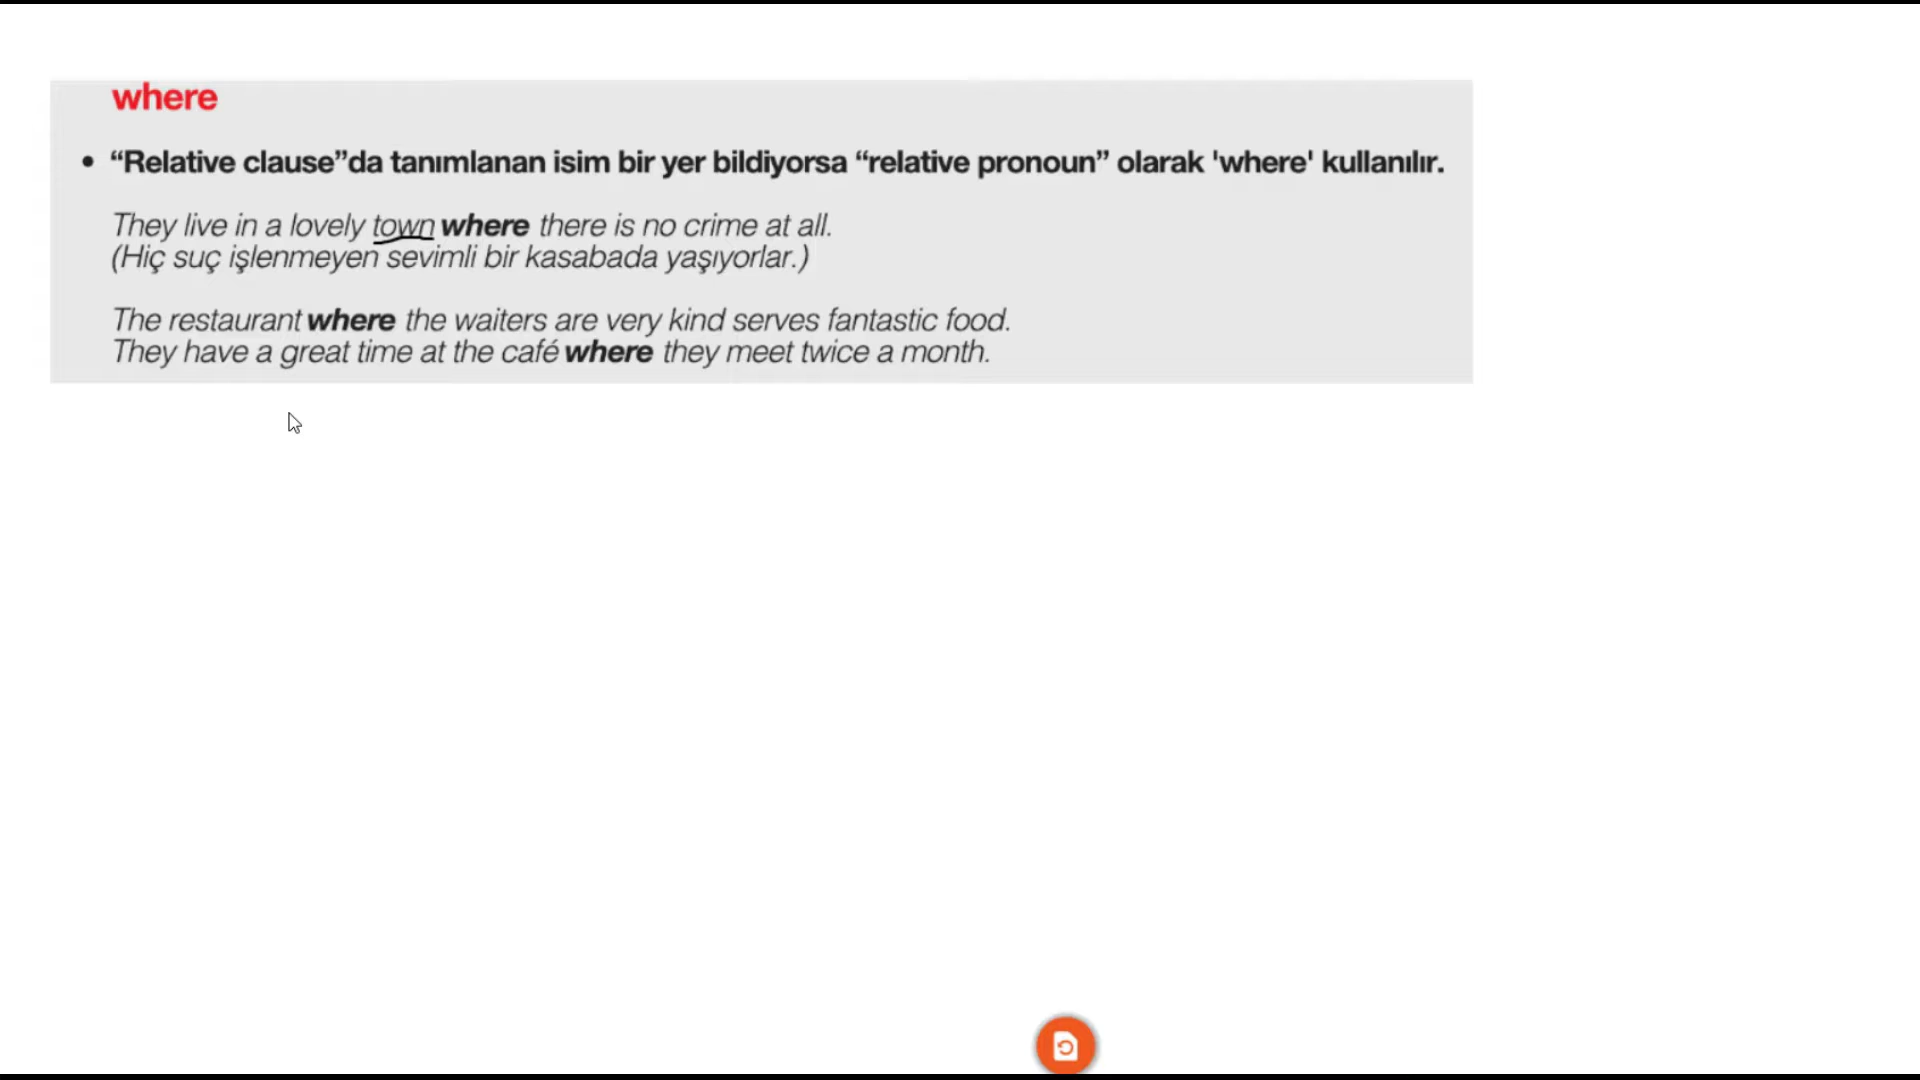 where
• “Relative clause”da tanımlanan isim bir yer bildiyorsa “relative pronoun” olarak 'where' kullanılır.
They live in a lovely town where there is no crime at all.
(Hiç suç işlenmeyen sevimli bir kasabada yaşıyorlar.)
The restaurant where the waiters are very kind serves fantastic food.
They have a great time at the café where they meet twice a month.